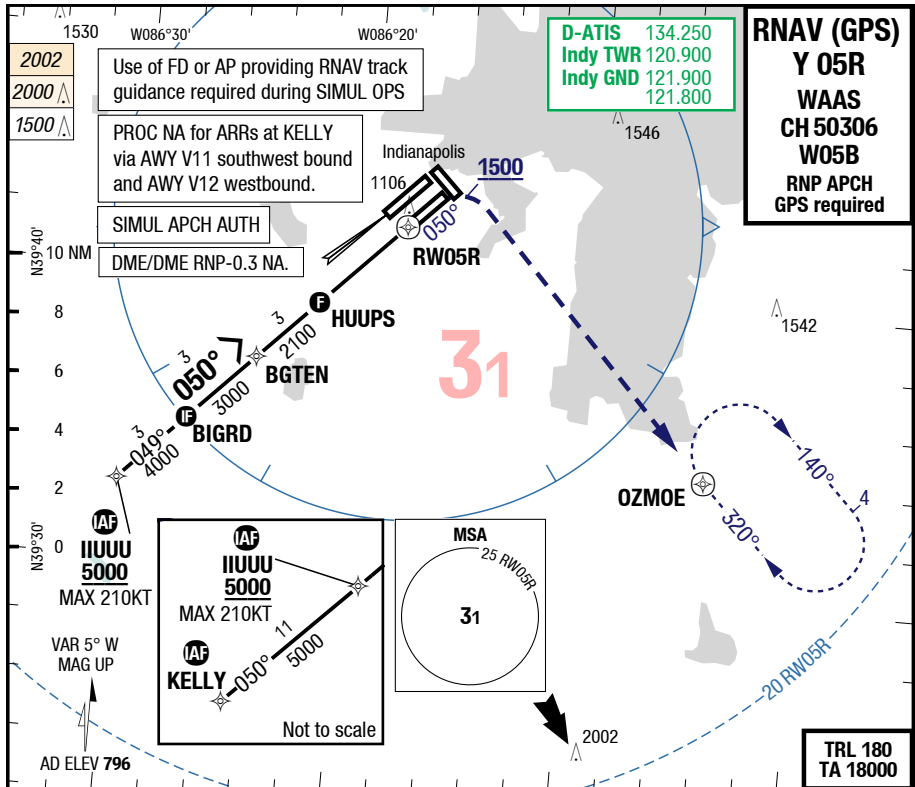 1530
W086°30'
W086°20'
2002
2000
1500
Use of FD or AP providing RNAV track
guidance required during SIMUL OPS
PROC NA for ARRs at KELLY
via AWY V11 southwest bound
and AWY V12 westbound.
SIMUL APCH AUTH
DME/DME RNP-0.3 NA.
D-ATIS 134.250
Indy TWR 120.900
Indy GND 121.900
121.800
RNAV (GPS)
Y 05R
WAAS
CH 50306
W05B
RNP APCH
GPS required
1546
Indianapolis
1106
1500
050°
RW05R
N39°40'
10 NM
8
6
4
2
0
N39°30'
HUUPS
F
3
2100
BGTEN
3
050°
3000
IF
BIGRD
3
049°
4000
31
1542
IAF
IIUUU
5000
MAX 210KT
OZMOE
140°
4
320°
IAF
IIUUU
5000
MAX 210KT
11
050°
5000
IAF
KELLY
Not to scale
MSA
25 RW05R
31
VAR 5° W
MAG UP
AD ELEV 796
20 RW05R
2002
TRL 180
TA 18000